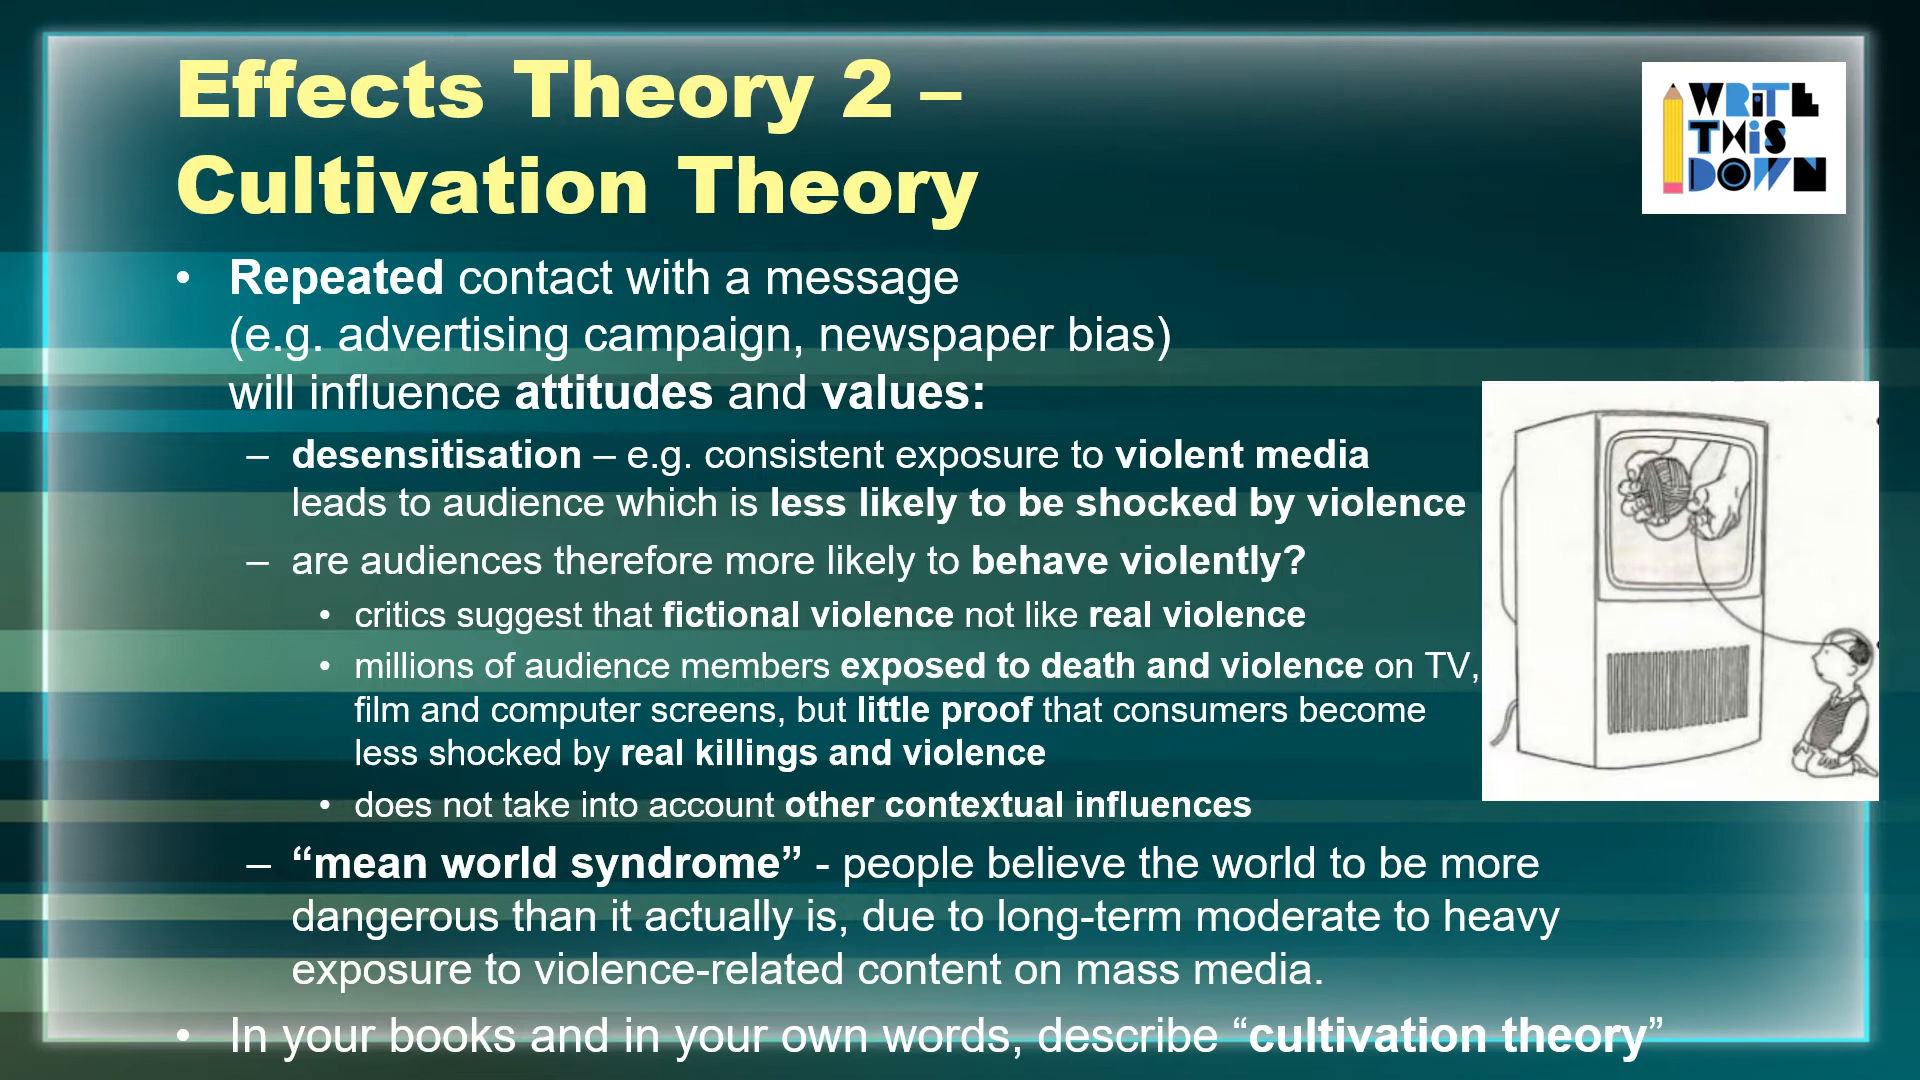 Effects Theory 2 –
Cultivation Theory
WRiTE
THiS
DOWN
• Repeated contact with a message
(e.g. advertising campaign, newspaper bias)
will influence attitudes and values:
– desensitisation – e.g. consistent exposure to violent media
leads to audience which is less likely to be shocked by violence
– are audiences therefore more likely to behave violently?
• critics suggest that fictional violence not like real violence
• millions of audience members exposed to death and violence on TV,
film and computer screens, but little proof that consumers become
less shocked by real killings and violence
• does not take into account other contextual influences
– “mean world syndrome” - people believe the world to be more
dangerous than it actually is, due to long-term moderate to heavy
exposure to violence-related content on mass media.
• In your books and in your own words, describe “cultivation theory”